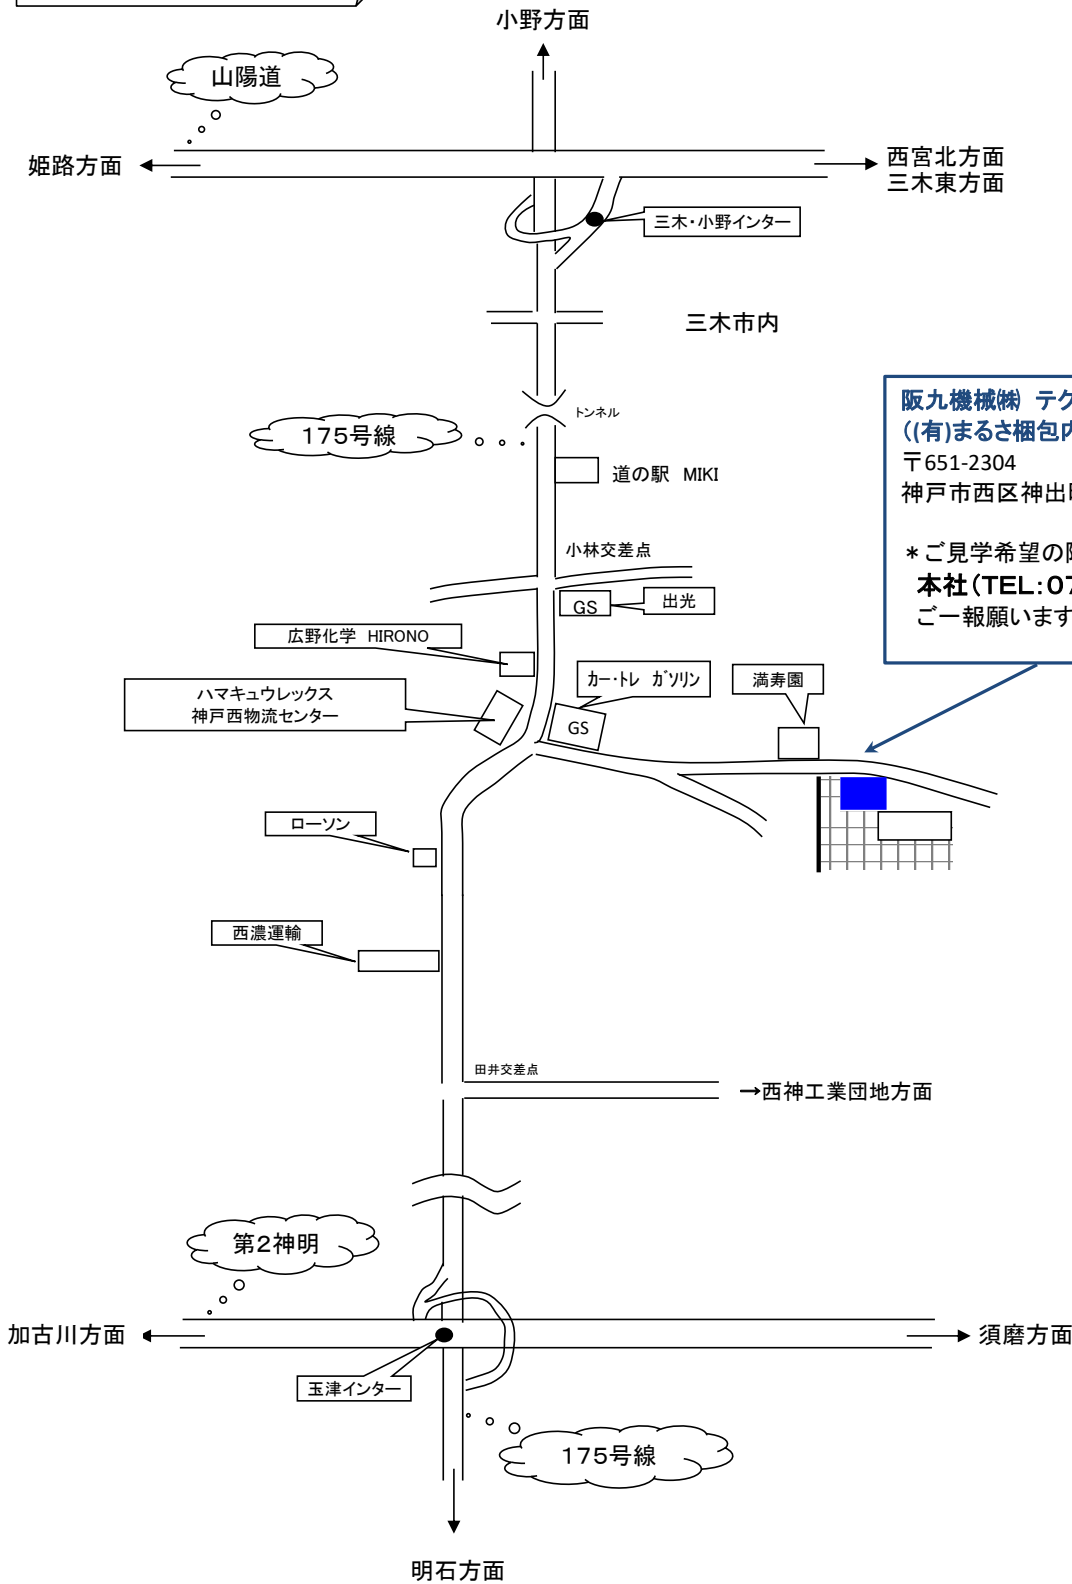 小野方面
山陽道
姫路方面
西宮北方面
三木東方面
三木・小野インター
三木市内
トンネル
175号線
道の駅 MIKI
阪九機械㈱ テク
((有)まるさ梱包内
〒651-2304
神戸市西区神出町
*ご見学希望の際
本社(TEL:07
ご一報願います
小林交差点
GS
出光
広野化学 HIRONO
ハマキュウレックス
神戸西物流センター
カー・トレ ガソリン
GS
満寿園
ローソン
西濃運輸
田井交差点
→西神工業団地方面
第2神明
加古川方面
須磨方面
玉津インター
175号線
明石方面